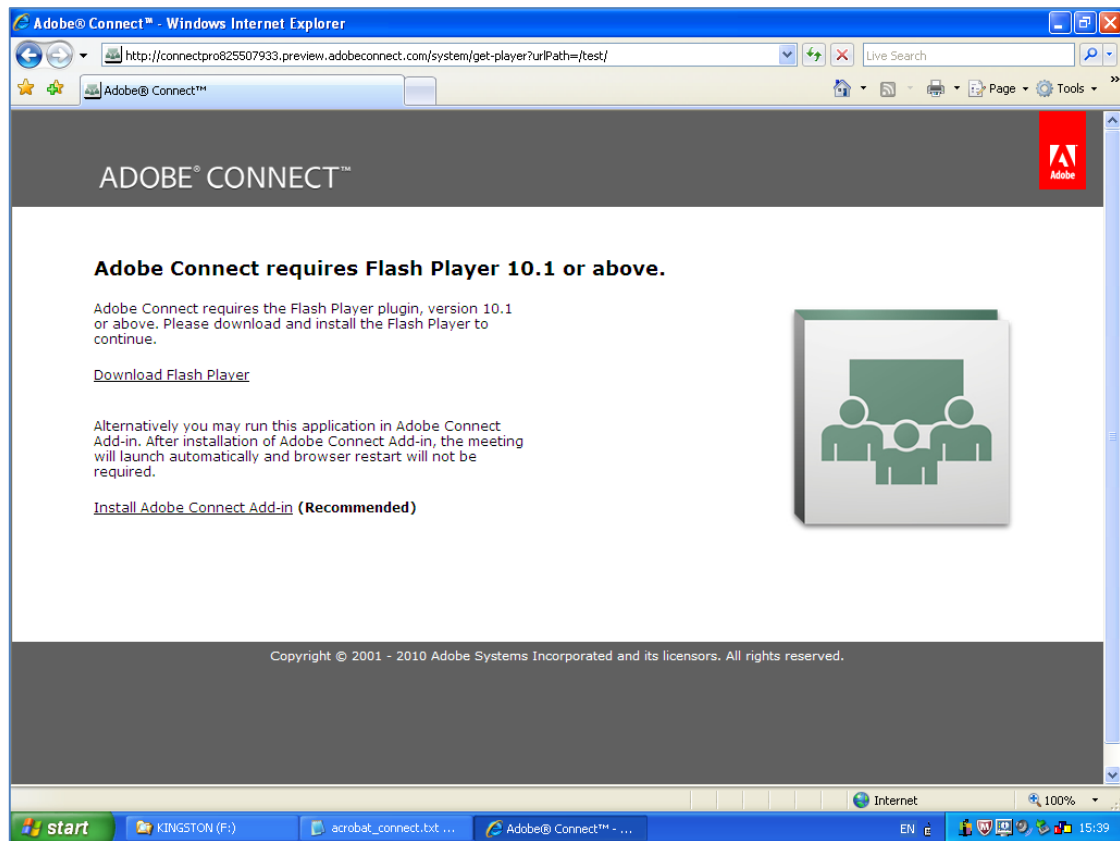 Adobe® Connect™ - Windows Internet Explorer
http://connectpro825507933.preview.adobeconnect.com/system/get-player?urlPath=/test/
Live Search
Adobe® Connect™
Page
Tools
»
ADOBE® CONNECT™
Adobe
Adobe Connect requires Flash Player 10.1 or above.
Adobe Connect requires the Flash Player plugin, version 10.1
or above. Please download and install the Flash Player to
continue.
Download Flash Player
Alternatively you may run this application in Adobe Connect
Add-in. After installation of Adobe Connect Add-in, the meeting
will launch automatically and browser restart will not be
required.
Install Adobe Connect Add-in (Recommended)
Copyright © 2001 - 2010 Adobe Systems Incorporated and its licensors. All rights reserved.
Internet
100%
start
KINGSTON (F:)
acrobat_connect.txt ...
Adobe® Connect™ - ...
EN
15:39